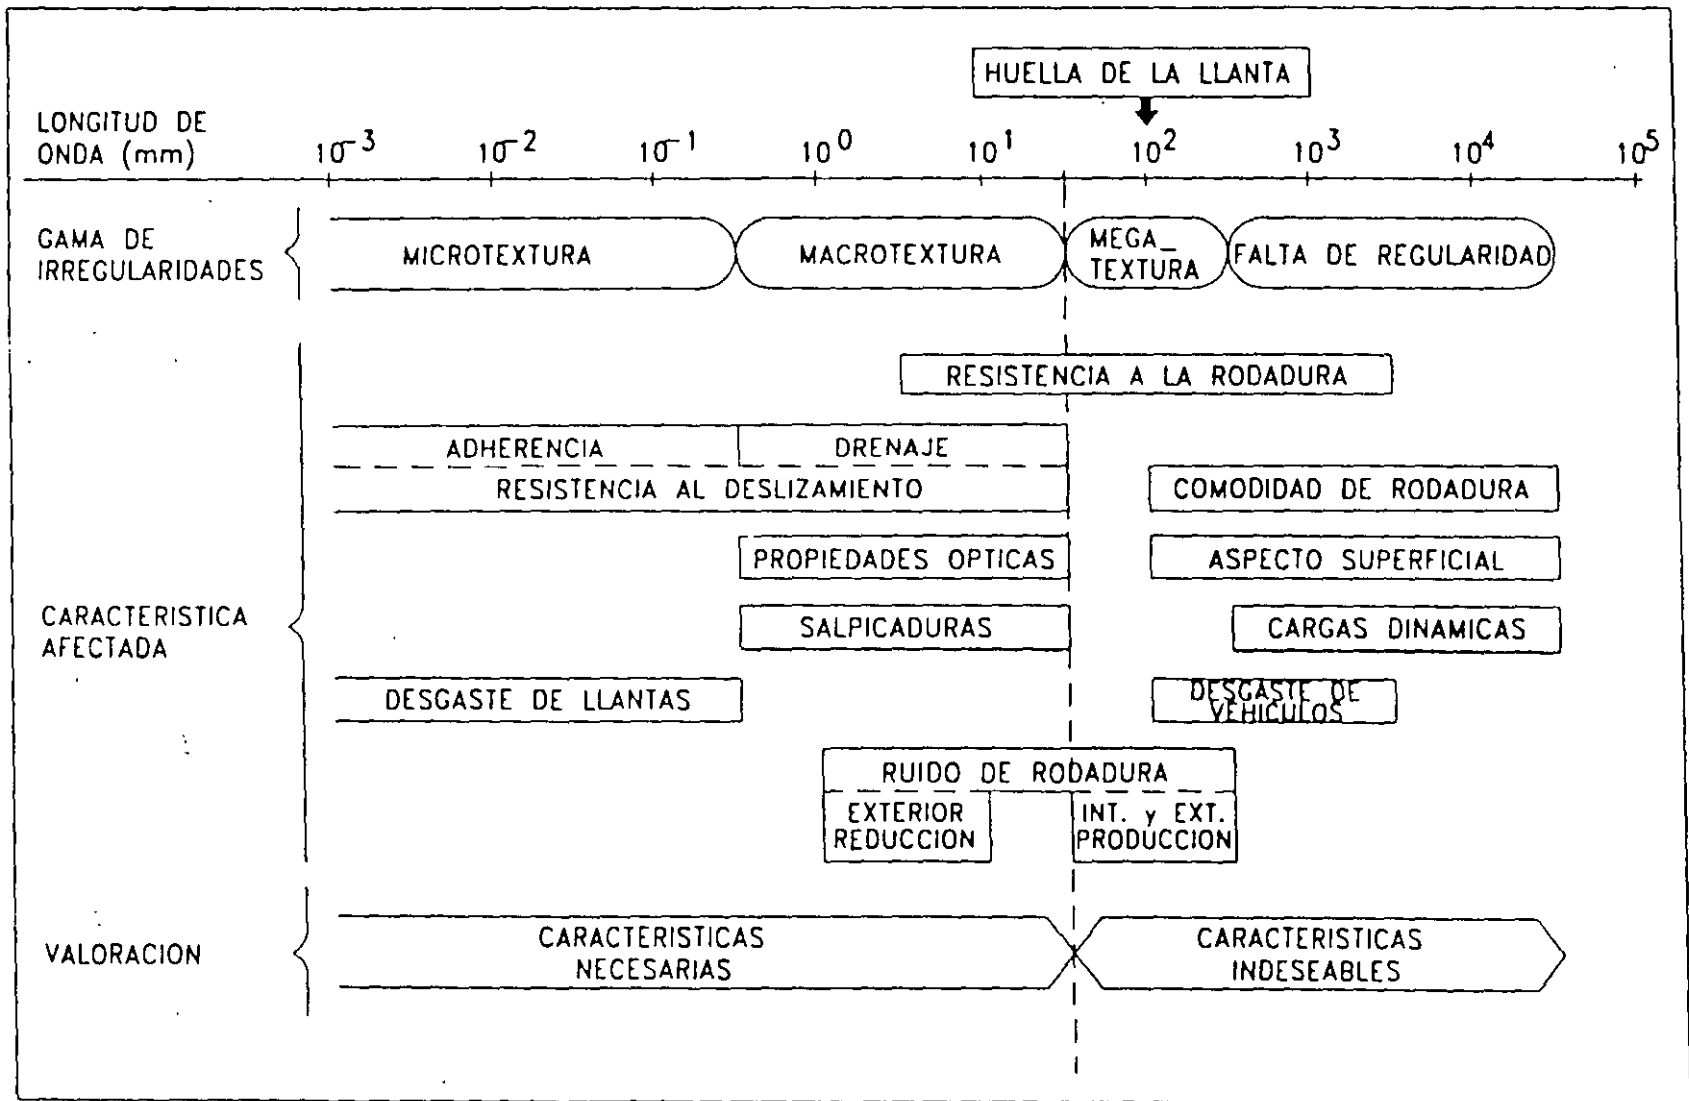 HUELLA DE LA LLANTA
LONGITUD DE
ONDA (mm)
10⁻³ 10⁻² 10⁻¹ 10⁰ 10¹ 10² 10³ 10⁴ 10⁵
GAMA DE
IRREGULARIDADES
MICROTEXTURA
MACROTEXTURA
MEGA_
TEXTURA
FALTA DE REGULARIDAD
RESISTENCIA A LA RODADURA
ADHERENCIA
DRENAJE
RESISTENCIA AL DESLIZAMIENTO
COMODIDAD DE RODADURA
PROPIEDADES OPTICAS
ASPECTO SUPERFICIAL
CARACTERISTICA
AFECTADA
SALPICADURAS
CARGAS DINAMICAS
DESGASTE DE LLANTAS
DESGASTE DE
VEHICULOS
RUIDO DE RODADURA
EXTERIOR
REDUCCION
INT. y EXT.
PRODUCCION
VALORACION
CARACTERISTICAS
NECESARIAS
CARACTERISTICAS
INDESEABLES